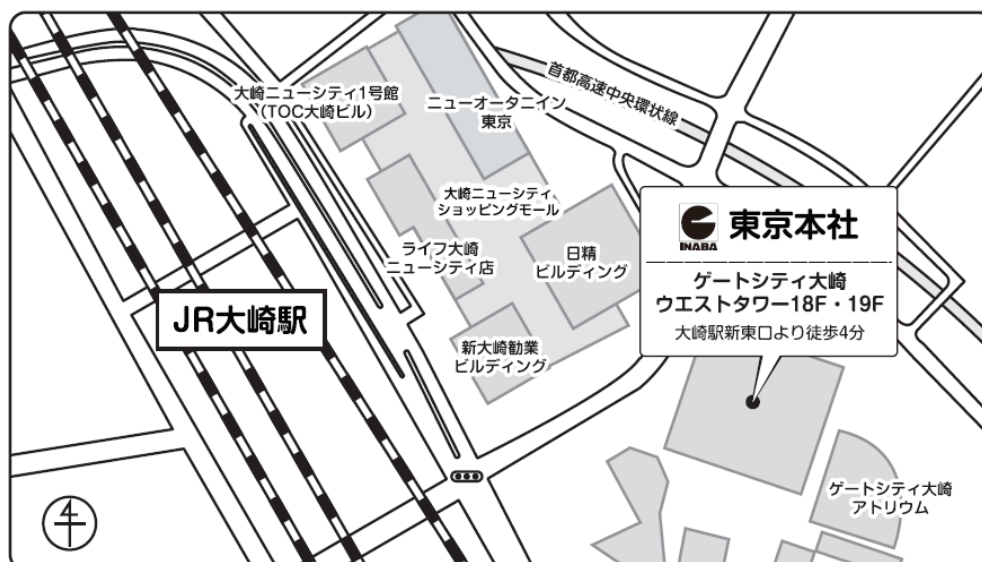 大崎ニューシティ1号館
(TOC大崎ビル)
ニューオータニイン
東京
首都高速中央環状線
大崎ニューシティ
ショッピングモール
ライフ大崎
ニューシティ店
日精
ビルディング
INABA
東京本社
ゲートシティ大崎
ウエストタワー18F・19F
大崎駅新東口より徒歩4分
JR大崎駅
新大崎勧業
ビルディング
ゲートシティ大崎
アトリウム